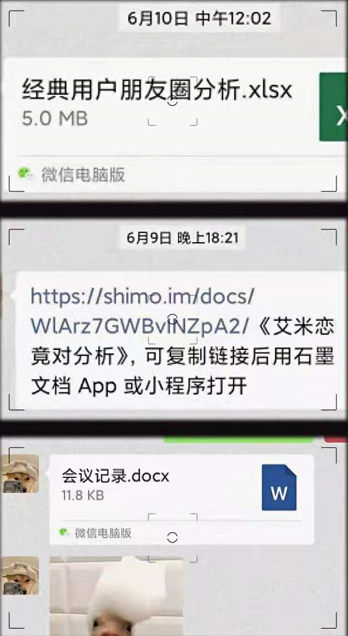 6月10日 中午12:02
经典用户朋友圈分析.xlsx
5.0 MB
X
微信电脑版
6月9日 晚上18:21
https://shimo.im/docs/
WlArz7GWBvINZpA2/《艾米恋
竟对分析》, 可复制链接后用石墨
文档 App 或小程序打开
会议记录.docx
11.8 KB
W
微信电脑版